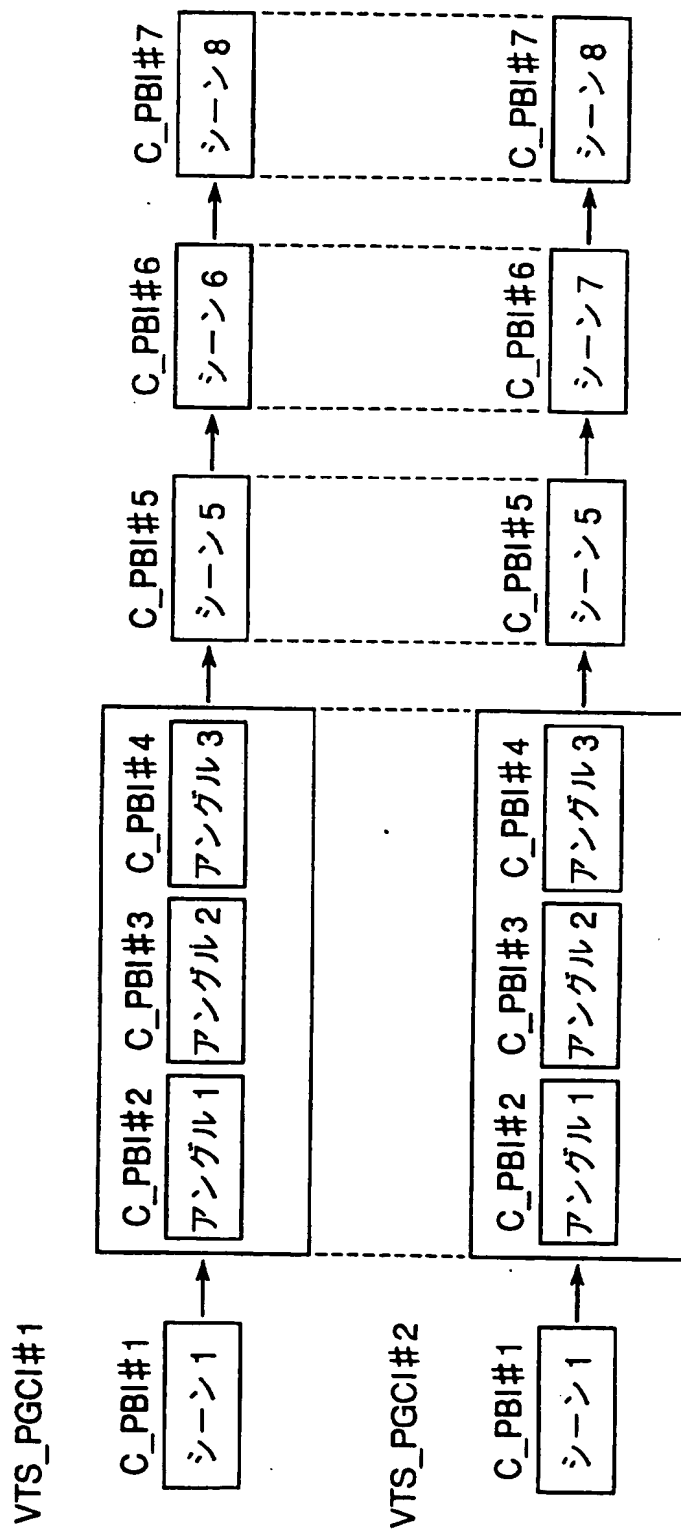 VTS_PGCI#1
C_PBI#1
シーン1
C_PBI#2
アングル1
C_PBI#3
アングル2
C_PBI#4
アングル3
C_PBI#5
シーン5
C_PBI#6
シーン6
C_PBI#7
シーン8
VTS_PGCI#2
C_PBI#1
シーン1
C_PBI#2
アングル1
C_PBI#3
アングル2
C_PBI#4
アングル3
C_PBI#5
シーン5
C_PBI#6
シーン7
C_PBI#7
シーン8